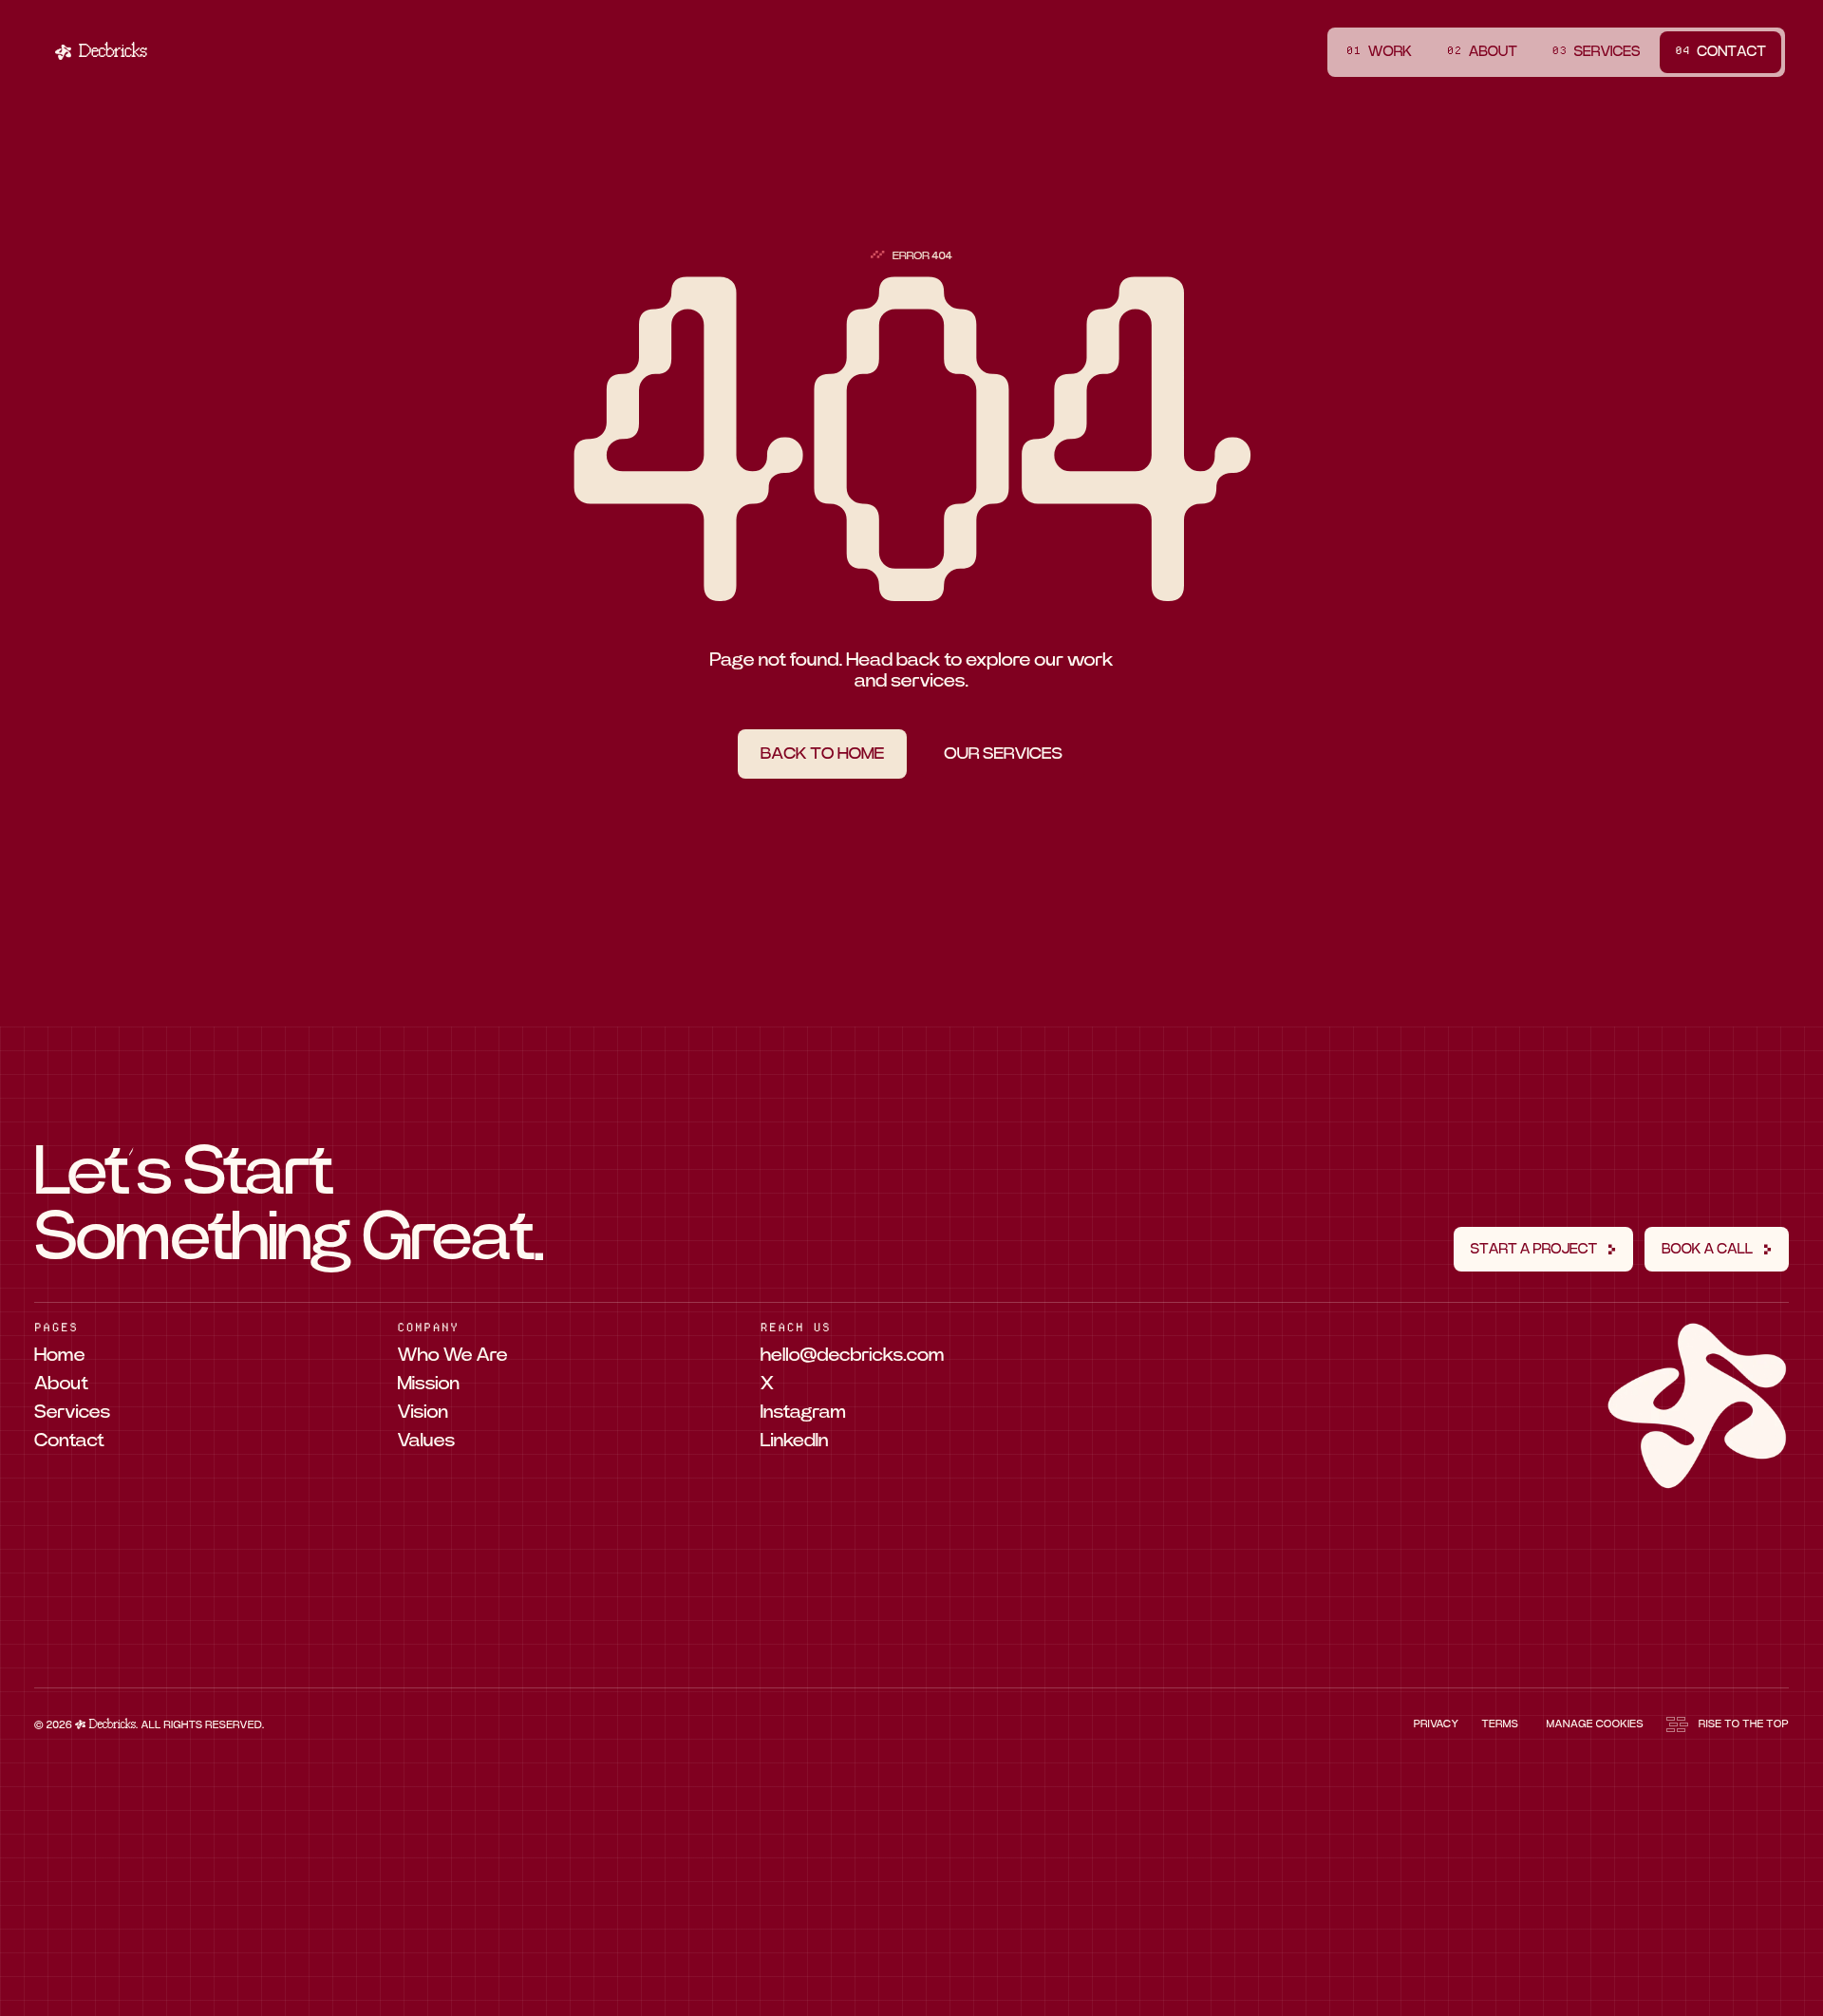 Decbricks
01 WORK 02 ABOUT 03 SERVICES 04 CONTACT
ERROR 404
404
Page not found. Head back to explore our work
and services.
BACK TO HOME OUR SERVICES
Let's Start
Something Great.
START A PROJECT BOOK A CALL
PAGES
Home
About
Services
Contact
COMPANY
Who We Are
Mission
Vision
Values
REACH US
hello@decbricks.com
X
Instagram
LinkedIn
© 2026 Decbricks. ALL RIGHTS RESERVED.
PRIVACY TERMS MANAGE COOKIES RISE TO THE TOP